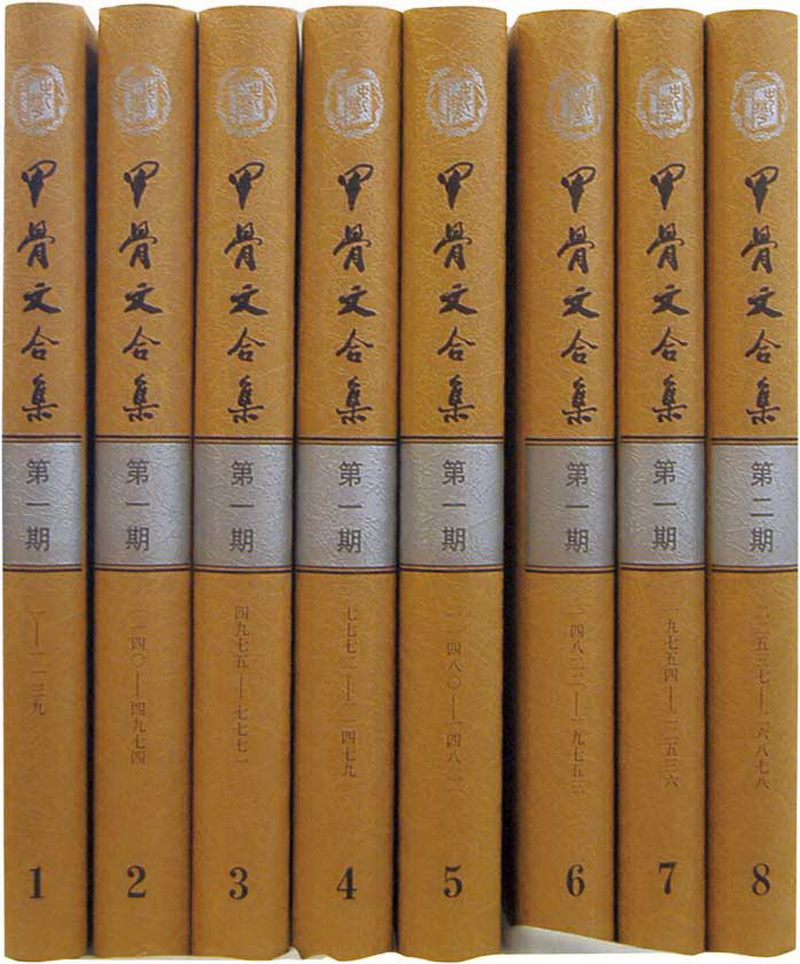 甲骨文合集
第一期
一——一一三九
1
甲骨文合集
第一期
一一四〇——四九七四
2
甲骨文合集
第一期
四九七五——七七七一
3
甲骨文合集
第一期
七七七二——一一四七九
4
甲骨文合集
第一期
一一四八〇——一四八二一
5
甲骨文合集
第一期
一四八二二——一九七五三
6
甲骨文合集
第一期
一九七五四——二二五三六
7
甲骨文合集
第二期
二二五三七——二六八七八
8